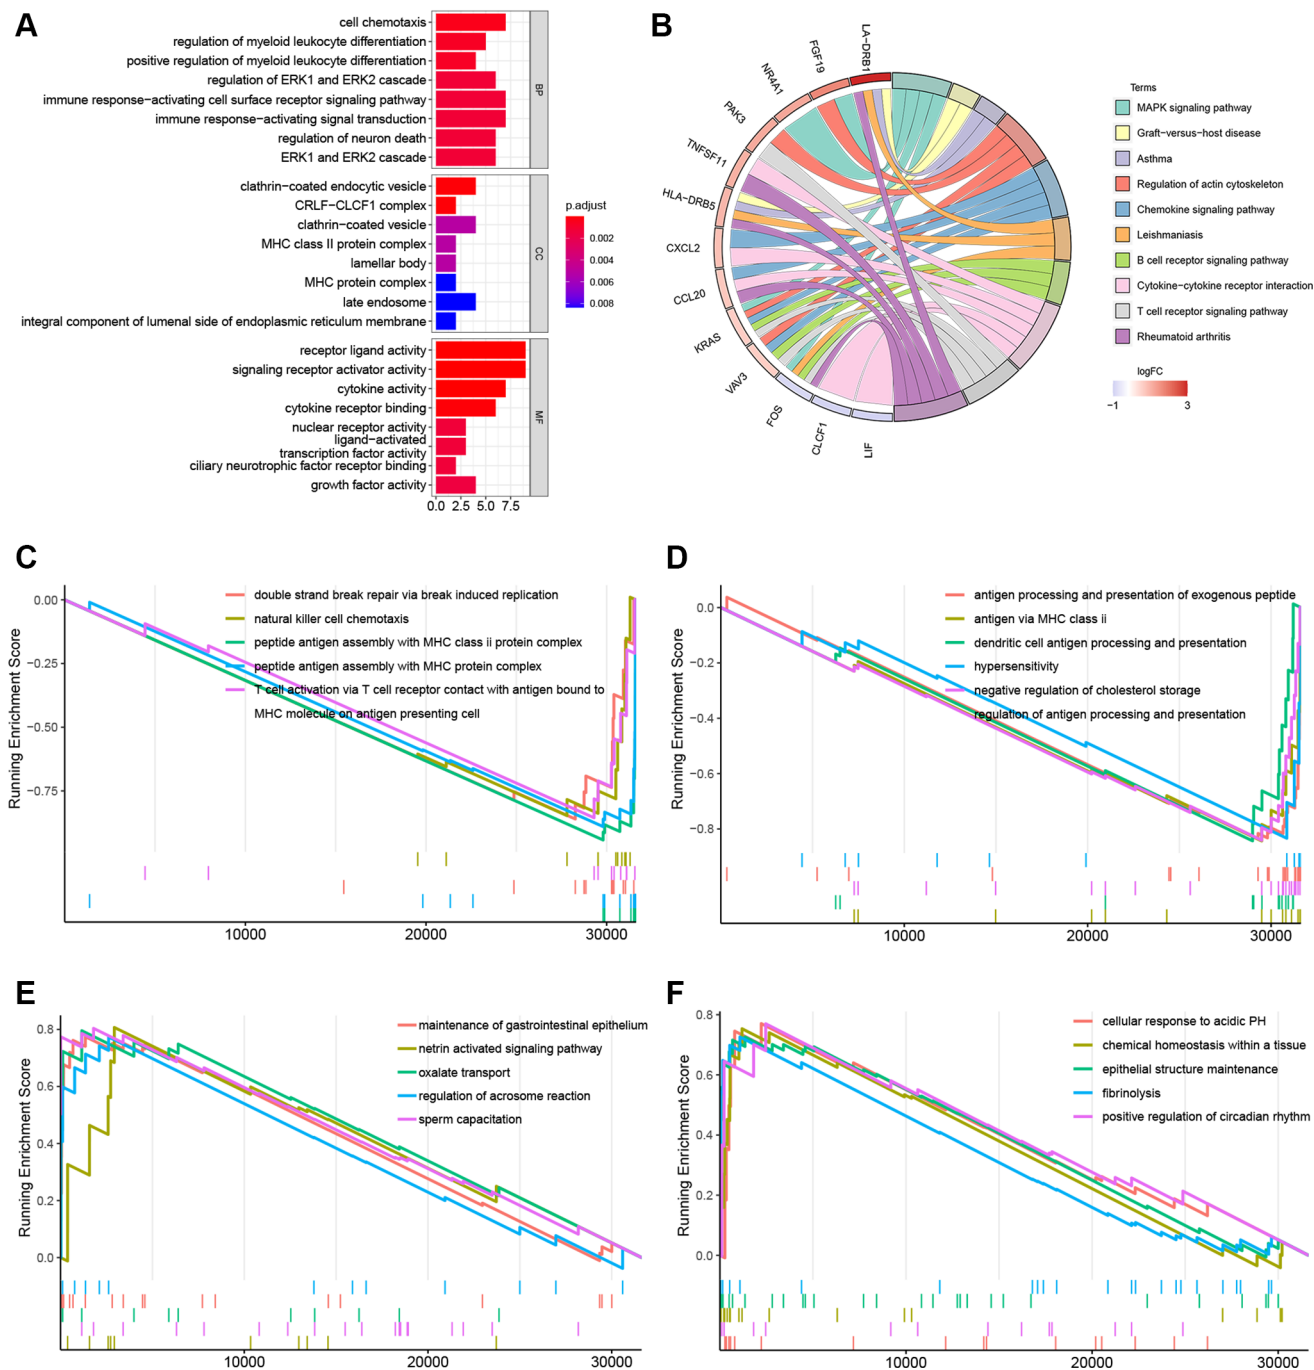 A
cell chemotaxis
regulation of myeloid leukocyte differentiation
positive regulation of myeloid leukocyte differentiation
regulation of ERK1 and ERK2 cascade
immune response−activating cell surface receptor signaling pathway
immune response−activating signal transduction
regulation of neuron death
ERK1 and ERK2 cascade
BP
clathrin−coated endocytic vesicle
CRLF−CLCF1 complex
clathrin−coated vesicle
MHC class II protein complex
lamellar body
MHC protein complex
late endosome
integral component of lumenal side of endoplasmic reticulum membrane
CC
receptor ligand activity
signaling receptor activator activity
cytokine activity
cytokine receptor binding
nuclear receptor activity
ligand−activated
transcription factor activity
ciliary neurotrophic factor receptor binding
growth factor activity
MF
0.0 2.5 5.0 7.5
p.adjust
0.002
0.004
0.006
0.008
B
LA−DRB1
FGF19
NR4A1
PAK3
TNFSF11
HLA−DRB5
CXCL2
CCL20
KRAS
VAV3
FOS
CLCF1
LIF
Terms
MAPK signaling pathway
Graft−versus−host disease
Asthma
Regulation of actin cytoskeleton
Chemokine signaling pathway
Leishmaniasis
B cell receptor signaling pathway
Cytokine−cytokine receptor interaction
T cell receptor signaling pathway
Rheumatoid arthritis
logFC
−1 3
C
Running Enrichment Score
0.00
−0.25
−0.50
−0.75
double strand break repair via break induced replication
natural killer cell chemotaxis
peptide antigen assembly with MHC class ii protein complex
peptide antigen assembly with MHC protein complex
T cell activation via T cell receptor contact with antigen bound to
MHC molecule on antigen presenting cell
10000 20000 30000
D
Running Enrichment Score
0.0
−0.2
−0.4
−0.6
−0.8
antigen processing and presentation of exogenous peptide
antigen via MHC class ii
dendritic cell antigen processing and presentation
hypersensitivity
negative regulation of cholesterol storage
regulation of antigen processing and presentation
10000 20000 30000
E
Running Enrichment Score
0.8
0.6
0.4
0.2
0.0
maintenance of gastrointestinal epithelium
netrin activated signaling pathway
oxalate transport
regulation of acrosome reaction
sperm capacitation
10000 20000 30000
F
Running Enrichment Score
0.8
0.6
0.4
0.2
0.0
cellular response to acidic PH
chemical homeostasis within a tissue
epithelial structure maintenance
fibrinolysis
positive regulation of circadian rhythm
10000 20000 30000